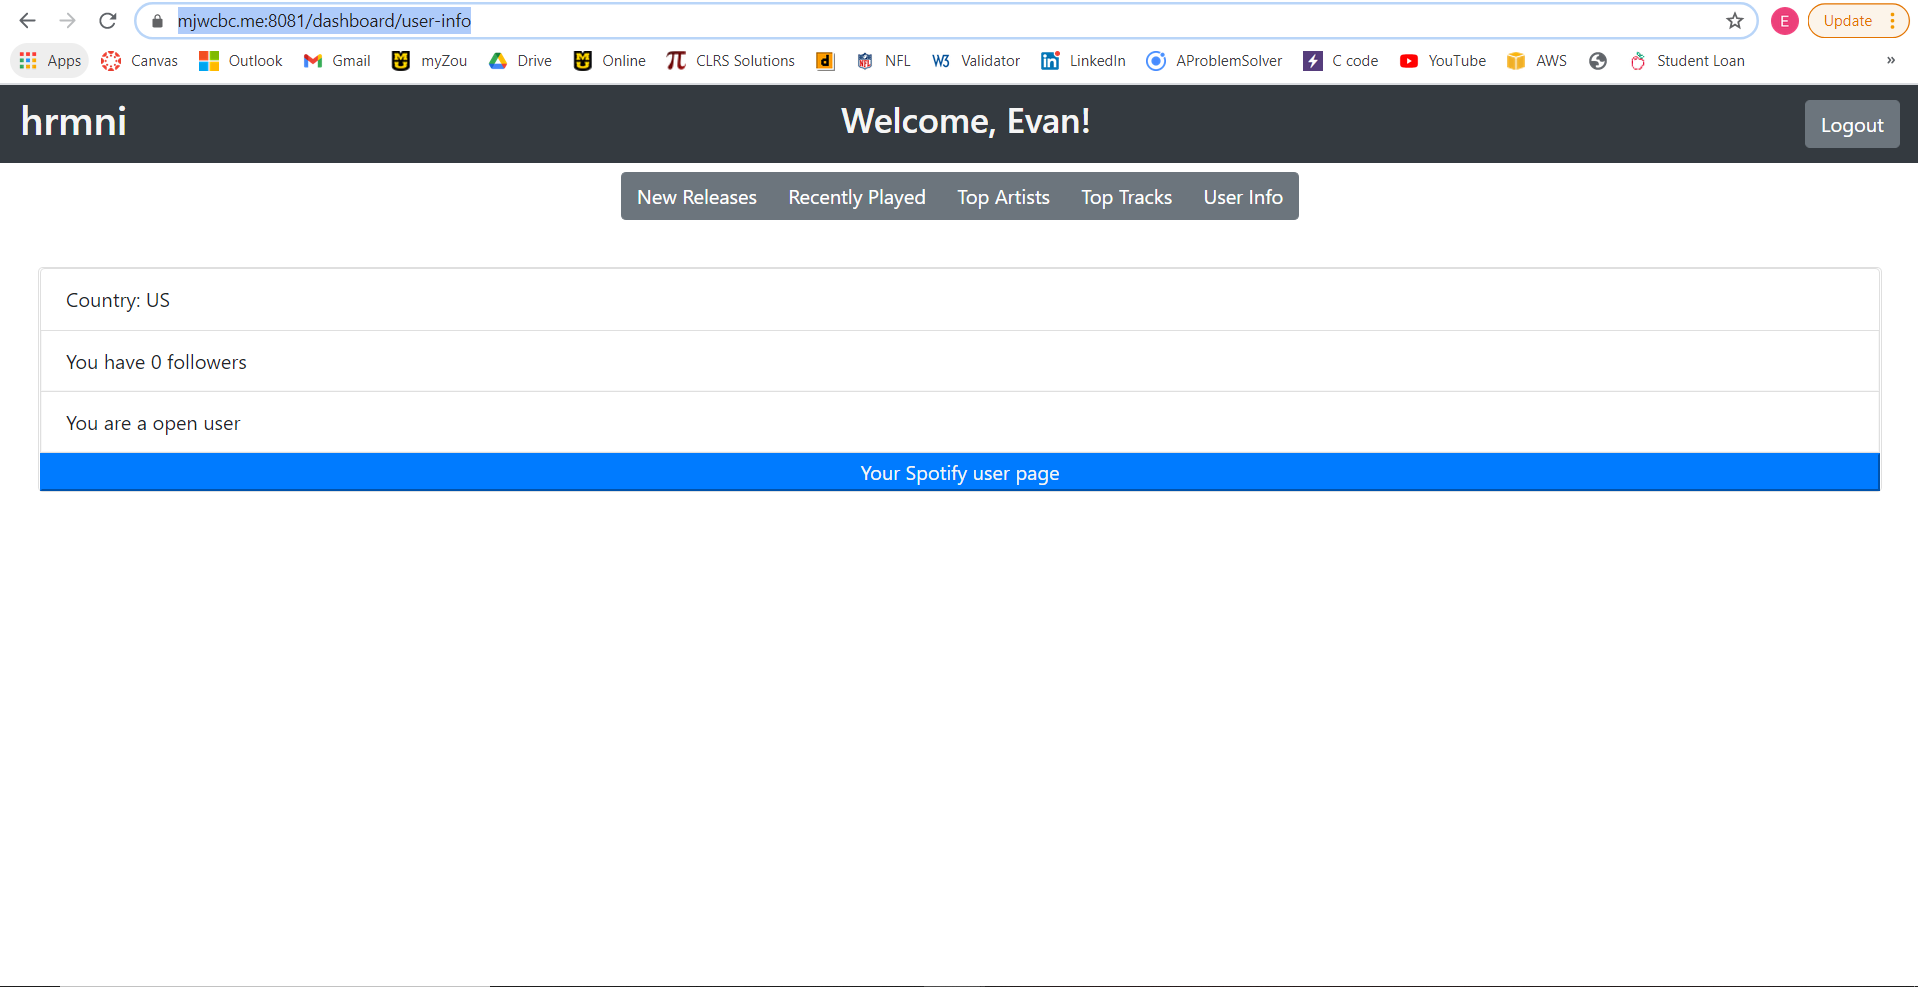 mjwcbc.me:8081/dashboard/user-info E Update
Apps Canvas Outlook Gmail myZou Drive Online CLRS Solutions d NFL W3 Validator LinkedIn AProblemSolver C code YouTube AWS Student Loan »
hrmni Welcome, Evan! Logout
New Releases Recently Played Top Artists Top Tracks User Info
Country: US
You have 0 followers
You are a open user
Your Spotify user page